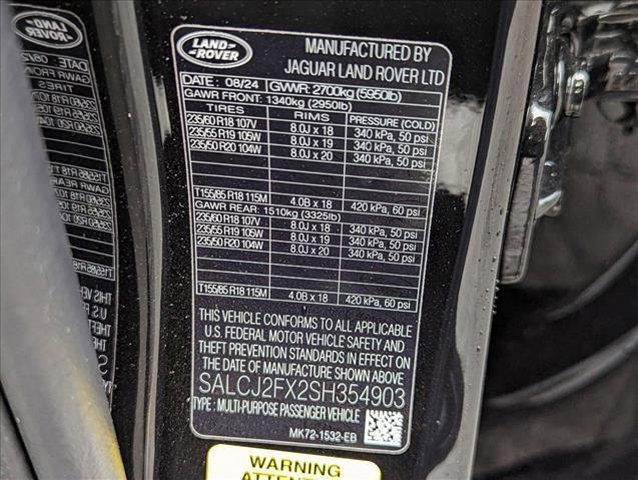 LAND-
ROVER
MANUFACTURED BY
JAGUAR LAND ROVER LTD
DATE: 08/24 GVWR: 2700kg (5950lb)
GAWR FRONT: 1340kg (2950lb)
TIRES RIMS PRESSURE (COLD)
235/60 R18 107V 8.0J x 18 340 kPa, 50 psi
235/55 R19 105W 8.0J x 19 340 kPa, 50 psi
235/50 R20 104W 8.0J x 20 340 kPa, 50 psi
T155/85 R18 115M 4.0B x 18 420 kPa, 60 psi
GAWR REAR: 1510kg (3325lb)
235/60 R18 107V 8.0J x 18 340 kPa, 50 psi
235/55 R19 105W 8.0J x 19 340 kPa, 50 psi
235/50 R20 104W 8.0J x 20 340 kPa, 50 psi
T155/85 R18 115M 4.0B x 18 420 kPa, 60 psi
THIS VEHICLE CONFORMS TO ALL APPLICABLE
U.S. FEDERAL MOTOR VEHICLE SAFETY AND
THEFT PREVENTION STANDARDS IN EFFECT ON
THE DATE OF MANUFACTURE SHOWN ABOVE
SALCJ2FX2SH354903
TYPE : MULTI-PURPOSE PASSENGER VEHICLE
MK72-1532-EB
WARNING